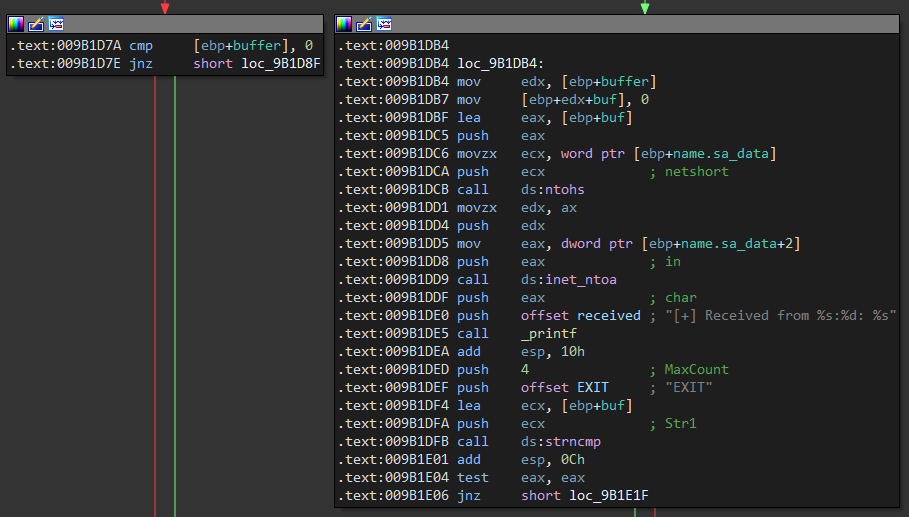 .text:009B1D7A cmp [ebp+buffer], 0
.text:009B1D7E jnz short loc_9B1D8F
.text:009B1DB4
.text:009B1DB4 loc_9B1DB4:
.text:009B1DB4 mov edx, [ebp+buffer]
.text:009B1DB7 mov [ebp+edx+buf], 0
.text:009B1DBF lea eax, [ebp+buf]
.text:009B1DC5 push eax
.text:009B1DC6 movzx ecx, word ptr [ebp+name.sa_data]
.text:009B1DCA push ecx ; netshort
.text:009B1DCB call ds:ntohs
.text:009B1DD1 movzx edx, ax
.text:009B1DD4 push edx
.text:009B1DD5 mov eax, dword ptr [ebp+name.sa_data+2]
.text:009B1DD8 push eax ; in
.text:009B1DD9 call ds:inet_ntoa
.text:009B1DDF push eax ; char
.text:009B1DE0 push offset received ; "[+] Received from %s:%d: %s"
.text:009B1DE5 call _printf
.text:009B1DEA add esp, 10h
.text:009B1DED push 4 ; MaxCount
.text:009B1DEF push offset EXIT ; "EXIT"
.text:009B1DF4 lea ecx, [ebp+buf]
.text:009B1DFA push ecx ; Str1
.text:009B1DFB call ds:strncmp
.text:009B1E01 add esp, 0Ch
.text:009B1E04 test eax, eax
.text:009B1E06 jnz short loc_9B1E1F